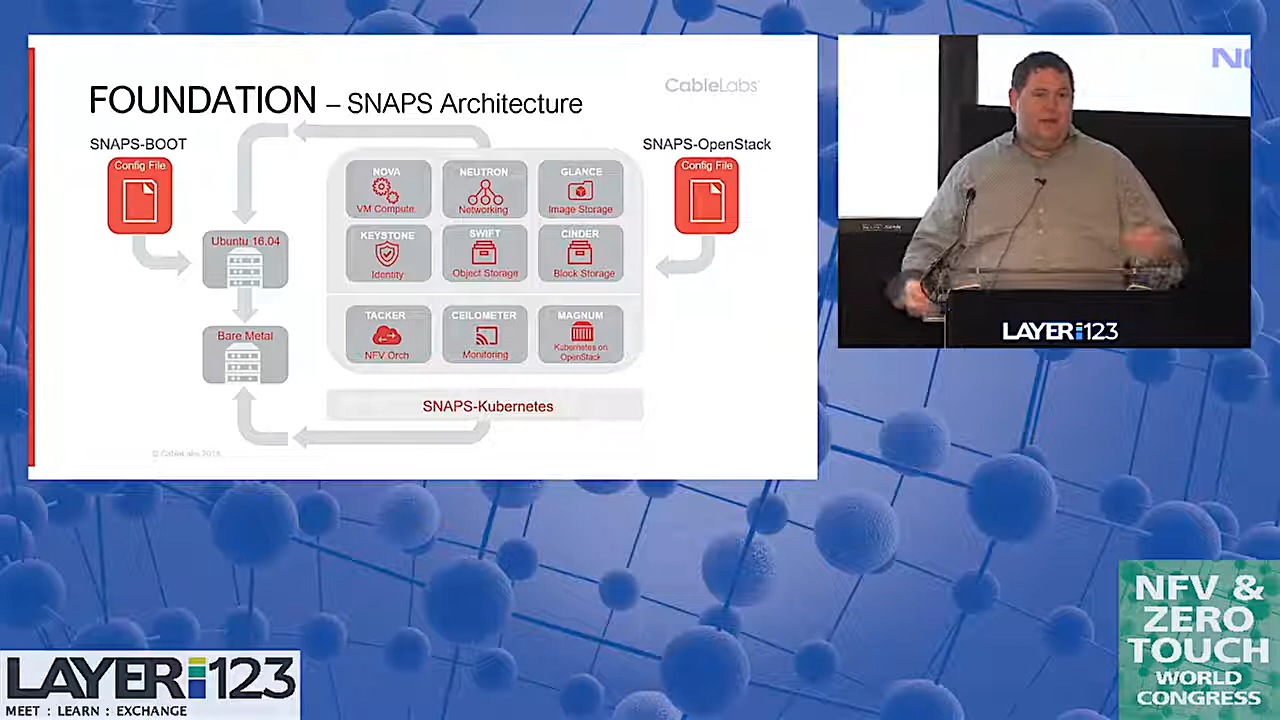 FOUNDATION – SNAPS Architecture
CableLabs
SNAPS-BOOT
Config File
SNAPS-OpenStack
Config File
Ubuntu 16.04
Bare Metal
NOVA
VM Compute
NEUTRON
Networking
GLANCE
Image Storage
KEYSTONE
Identity
SWIFT
Object Storage
CINDER
Block Storage
TACKER
NFV Orch
CEILOMETER
Monitoring
MAGNUM
Kubernetes on
OpenStack
SNAPS-Kubernetes
© CableLabs 2018
LAYER123
LAYER123
MEET : LEARN : EXCHANGE
NFV &
ZERO
TOUCH
WORLD
CONGRESS